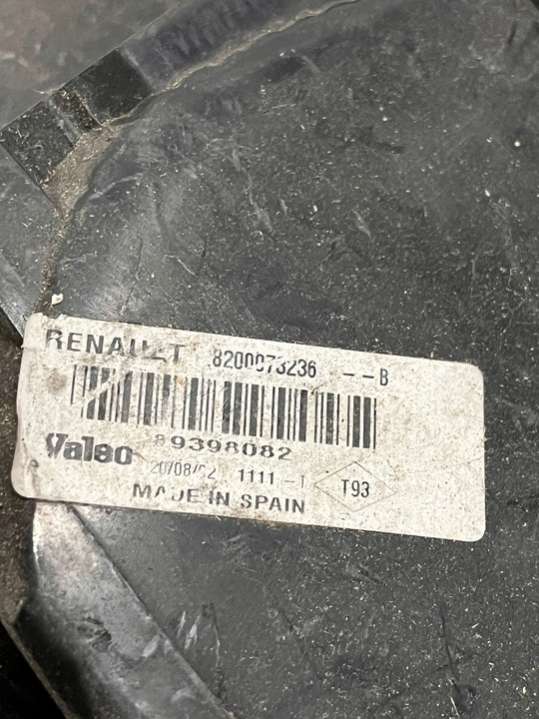 RENAULT 8200073236 --B
89398082
Valeo 20/08/02 1111-1 T93
MADE IN SPAIN